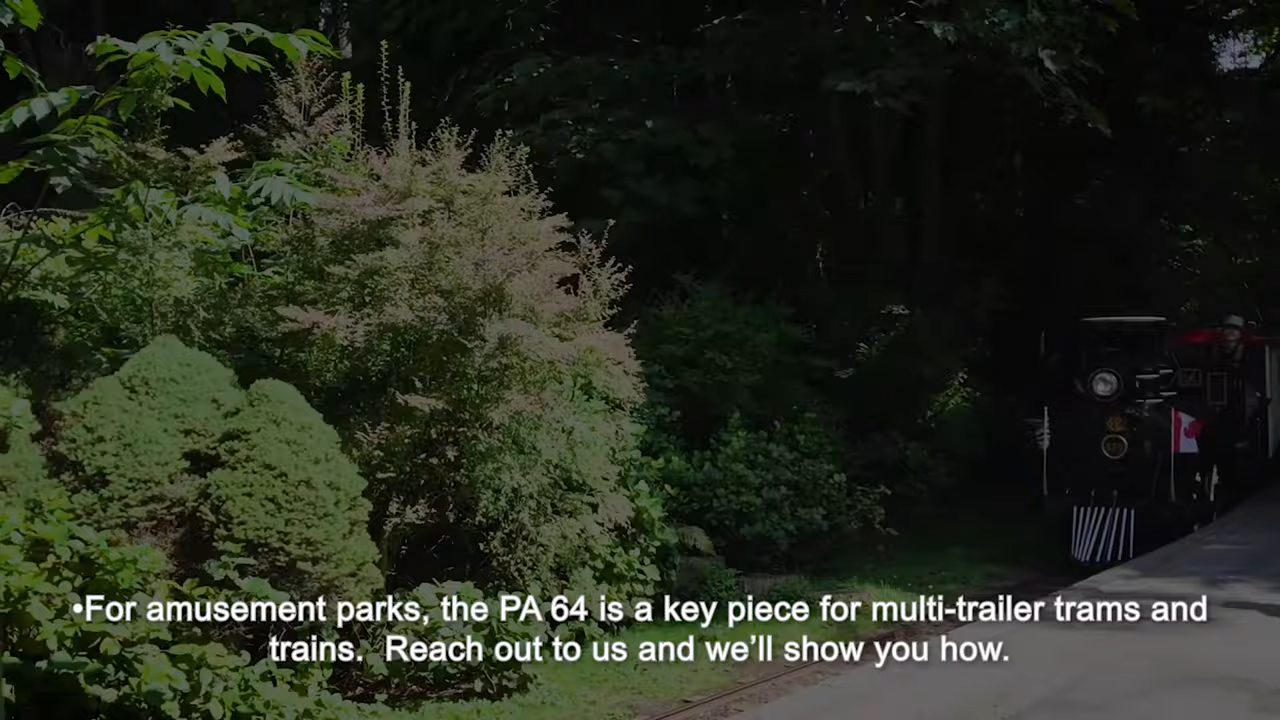 •For amusement parks, the PA 64 is a key piece for multi-trailer trams and
trains.  Reach out to us and we’ll show you how.